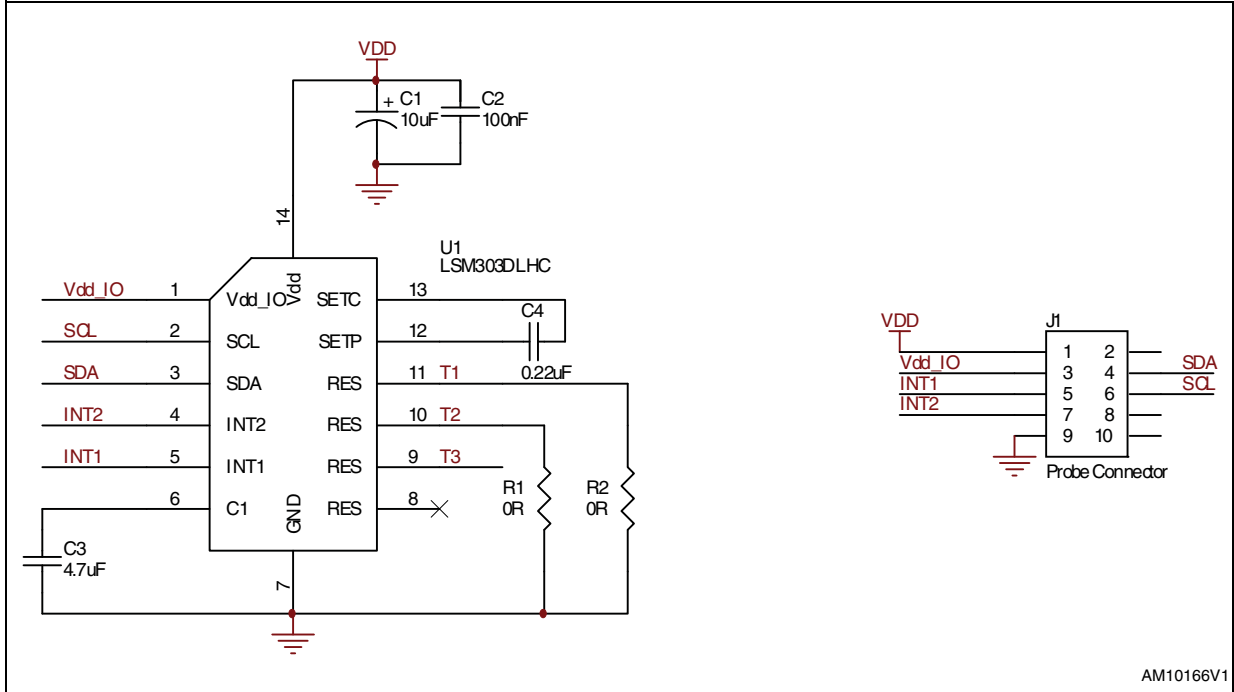 VDD
+ C1
10uF
C2
100nF
14
U1
LSM303DLHC
Vdd_IO 1 Vdd_IO Vdd SETC 13
C4
0.22uF
SCL 2 SCL SETP 12
SDA 3 SDA RES 11 T1
INT2 4 INT2 RES 10 T2
INT1 5 INT1 RES 9 T3
6 C1 GND RES 8
R1
0R
R2
0R
C3
4.7uF
7
VDD
J1
1 2
Vdd_IO 3 4 SDA
INT1 5 6 SCL
INT2 7 8
9 10
Probe Connector
AM10166V1